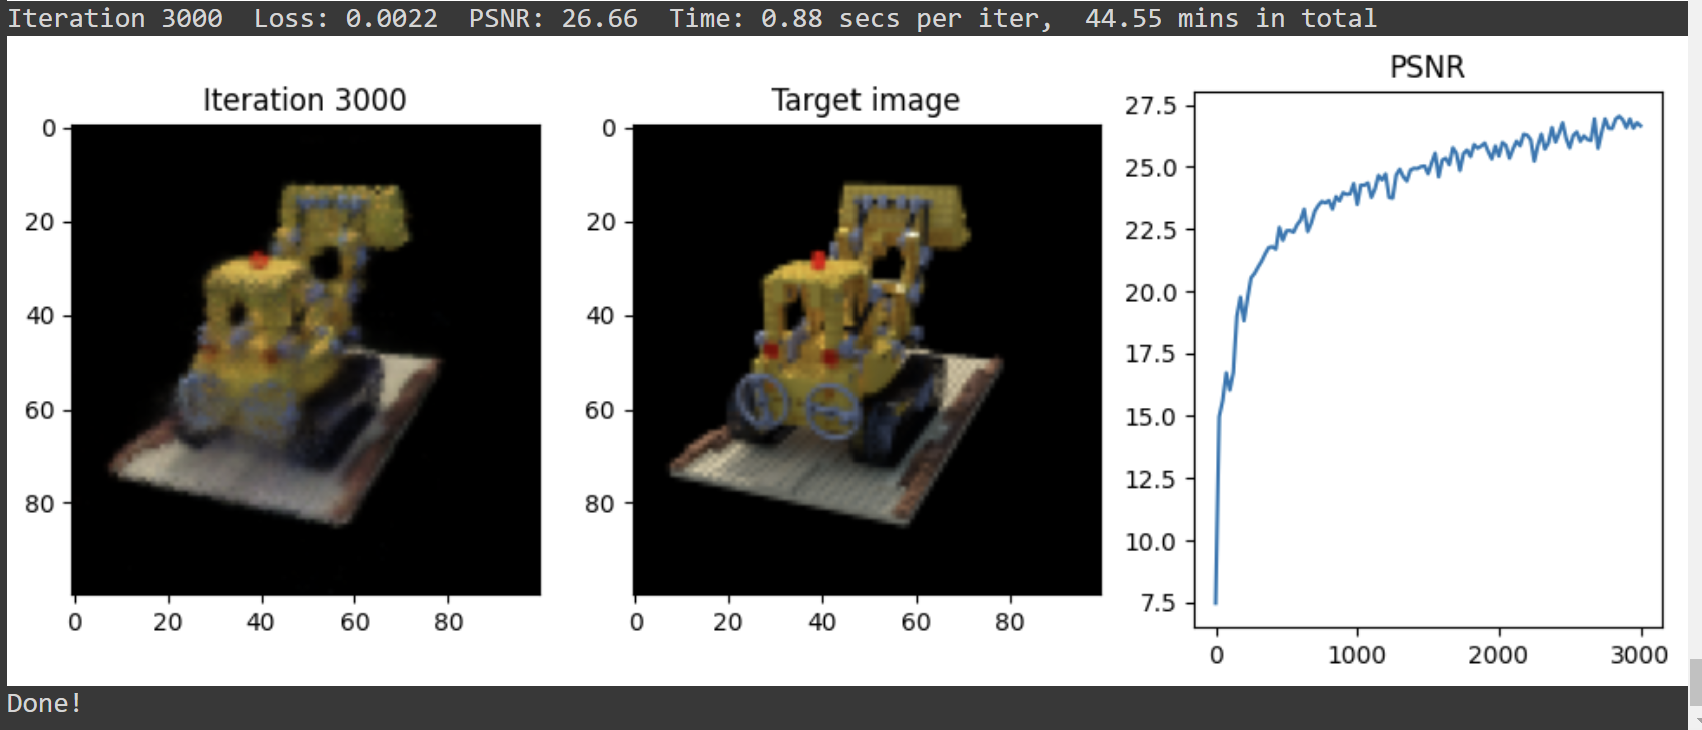 Iteration 3000  Loss: 0.0022  PSNR: 26.66  Time: 0.88 secs per iter,  44.55 mins in total
Iteration 3000
0
20
40
60
80
0 20 40 60 80
Target image
0
20
40
60
80
0 20 40 60 80
PSNR
27.5
25.0
22.5
20.0
17.5
15.0
12.5
10.0
7.5
0 1000 2000 3000
Done!